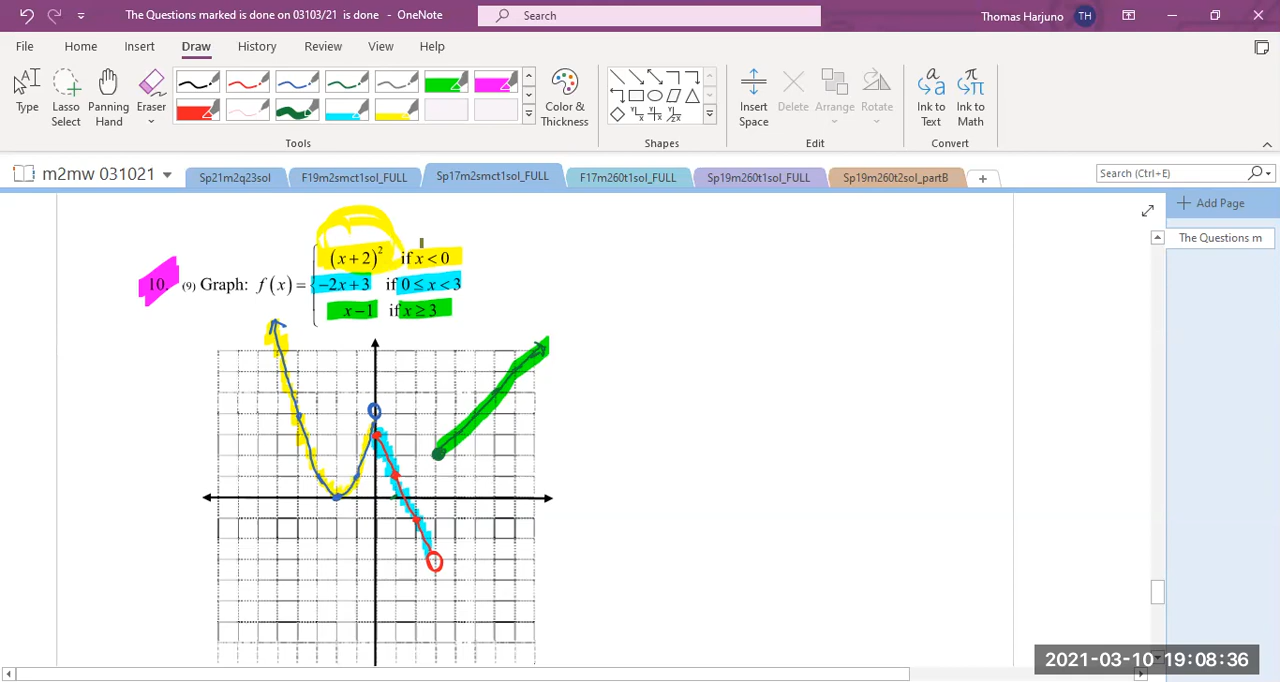 The Questions marked is done on 03103/21 is done - OneNote
Search
Thomas Harjuno TH
File Home Insert Draw History Review View Help
Type
Lasso Select
Panning Hand
Eraser
Color & Thickness
Insert Space
Delete
Arrange
Rotate
Ink to Text
Ink to Math
Tools
Shapes
Edit
Convert
m2mw 031021
Sp21m2q23sol
F19m2smct1sol_FULL
Sp17m2smct1sol_FULL
F17m260t1sol_FULL
Sp19m260t1sol_FULL
Sp19m260t2sol_partB
Search (Ctrl+E)
Add Page
The Questions m
(x+2)² if x < 0
10. (9) Graph: f(x) = { −2x+3 if 0 ≤ x < 3
x−1 if x ≥ 3
2021-03-10 19:08:36